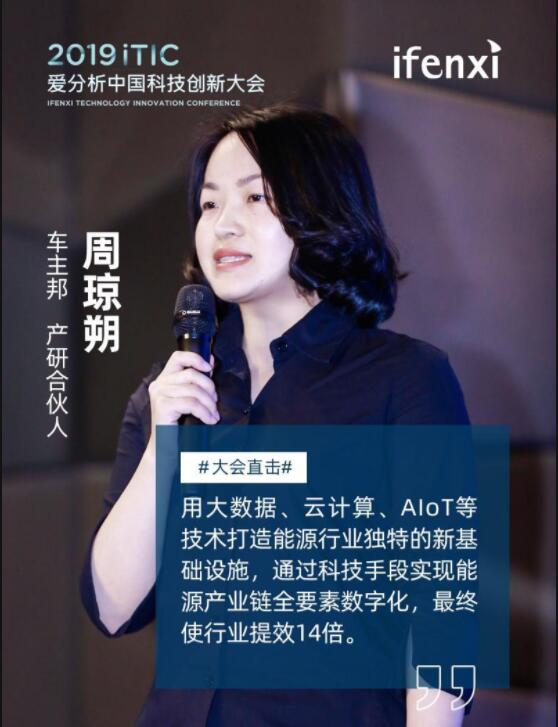 2019 iTIC
爱分析中国科技创新大会
IFENXI TECHNOLOGY INNOVATION CONFERENCE
ifenxi
周琼朔
车主邦 产研合伙人
#大会直击#
用大数据、云计算、AIoT等
技术打造能源行业独特的新基
础设施，通过科技手段实现能
源产业链全要素数字化，最终
使行业提效14倍。